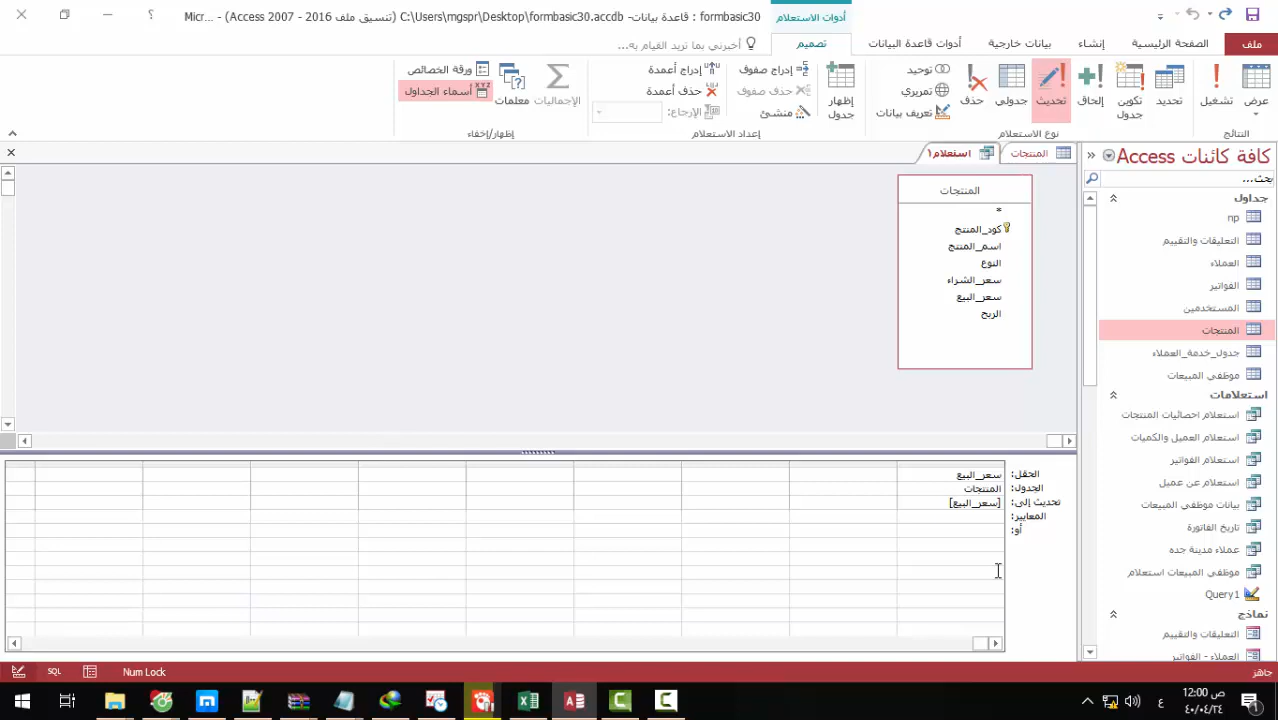 formbasic30 : قاعدة بيانات- C:\Users\mgspr\Desktop\formbasic30.accdb (تنسيق ملف Access 2007 - 2016) - Micr...
أدوات الاستعلام
ملف
الصفحة الرئيسية
إنشاء
بيانات خارجية
أدوات قاعدة البيانات
تصميم
أخبرني بما تريد القيام به...
عرض
تشغيل
النتائج
تحديد
تكوين جدول
إلحاق
تحديث
جدولي
حذف
توحيد
تمريري
تعريف بيانات
نوع الاستعلام
إظهار جدول
إدراج صفوف
حذف صفوف
منشئ
إدراج أعمدة
حذف أعمدة
الإرجاع:
إعداد الاستعلام
الإجماليات
معلمات
ورقة الخصائص
أسماء الجداول
إظهار/إخفاء
كافة كائنات Access
بحث...
جداول
np
التعليقات والتقييم
العملاء
الفواتير
المستخدمين
المنتجات
جدول_خدمة_العملاء
موظفي المبيعات
استعلامات
استعلام احصائيات المنتجات
استعلام العميل والكميات
استعلام الفواتير
استعلام عن عميل
بيانات موظفي المبيعات
تاريخ الفاتورة
عملاء مدينة جده
موظفي المبيعات استعلام
Query1
نماذج
التعليقات والتقييم
العملاء - الفواتير
المنتجات
استعلام١
المنتجات
*
كود_المنتج
اسم_المنتج
النوع
سعر_الشراء
سعر_البيع
الربح
الحقل: سعر_البيع
الجدول: المنتجات
تحديث إلى: [سعر_البيع]
المعايير:
أو:
جاهز
Num Lock
SQL
12:00 ص
٤٠/٠٤/٢٤
ع
1